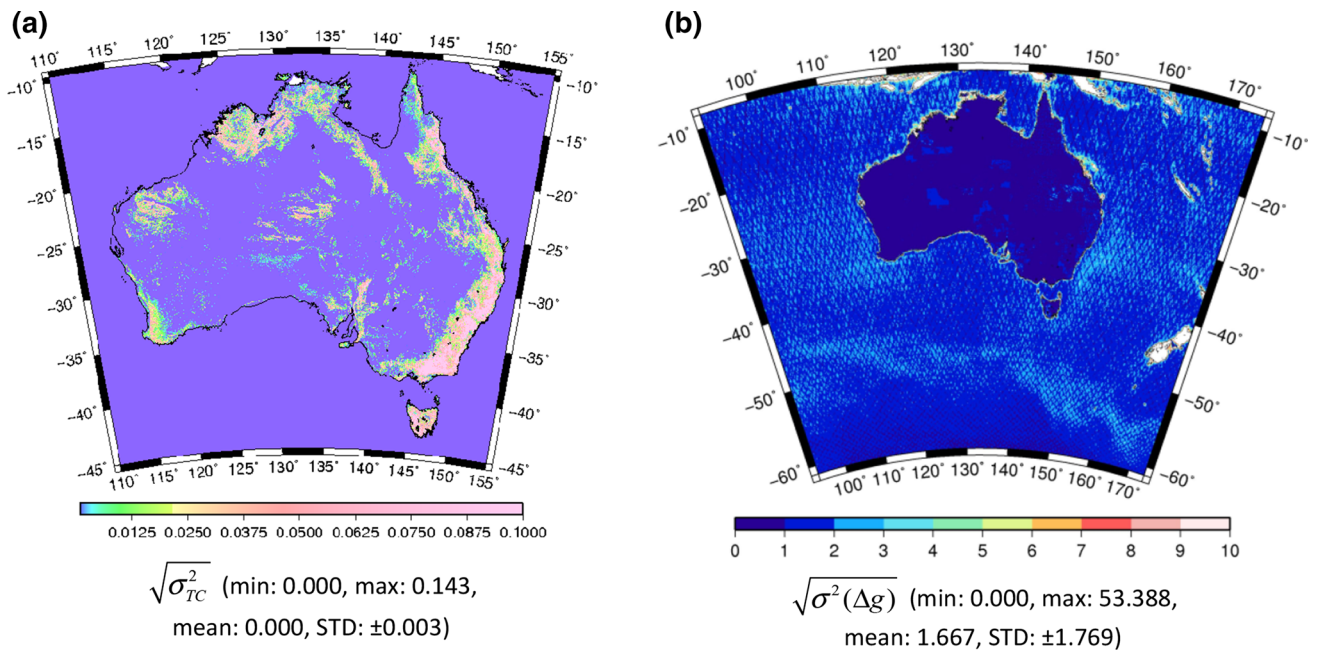 (a)
110° 115° 120° 125° 130° 135° 140° 145° 150° 155°
−10° −10°
−15° −15°
−20° −20°
−25° −25°
−30° −30°
−35° −35°
−40° −40°
−45° −45°
110° 115° 120° 125° 130° 135° 140° 145° 150° 155°
0.0125 0.0250 0.0375 0.0500 0.0625 0.0750 0.0875 0.1000
√σ²_TC (min: 0.000, max: 0.143,
mean: 0.000, STD: ±0.003)
(b)
100° 110° 120° 130° 140° 150° 160° 170°
−10° −10°
−20° −20°
−30° −30°
−40° −40°
−50° −50°
−60° −60°
100° 110° 120° 130° 140° 150° 160° 170°
0 1 2 3 4 5 6 7 8 9 10
√σ²(Δg) (min: 0.000, max: 53.388,
mean: 1.667, STD: ±1.769)